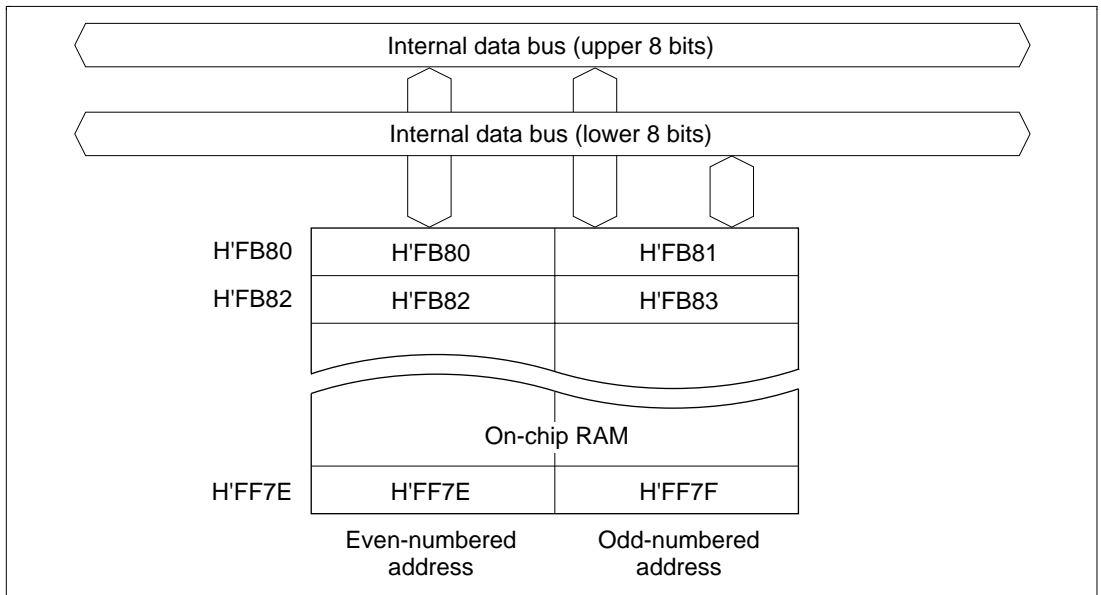 Internal data bus (upper 8 bits)
Internal data bus (lower 8 bits)
H'FB80 H'FB80 H'FB81
H'FB82 H'FB82 H'FB83
On-chip RAM
H'FF7E H'FF7E H'FF7F
Even-numbered Odd-numbered
address address